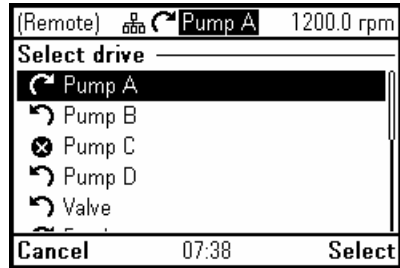 (Remote) Pump A 1200.0 rpm
Select drive
Pump A
Pump B
Pump C
Pump D
Valve
Cancel 07:38 Select